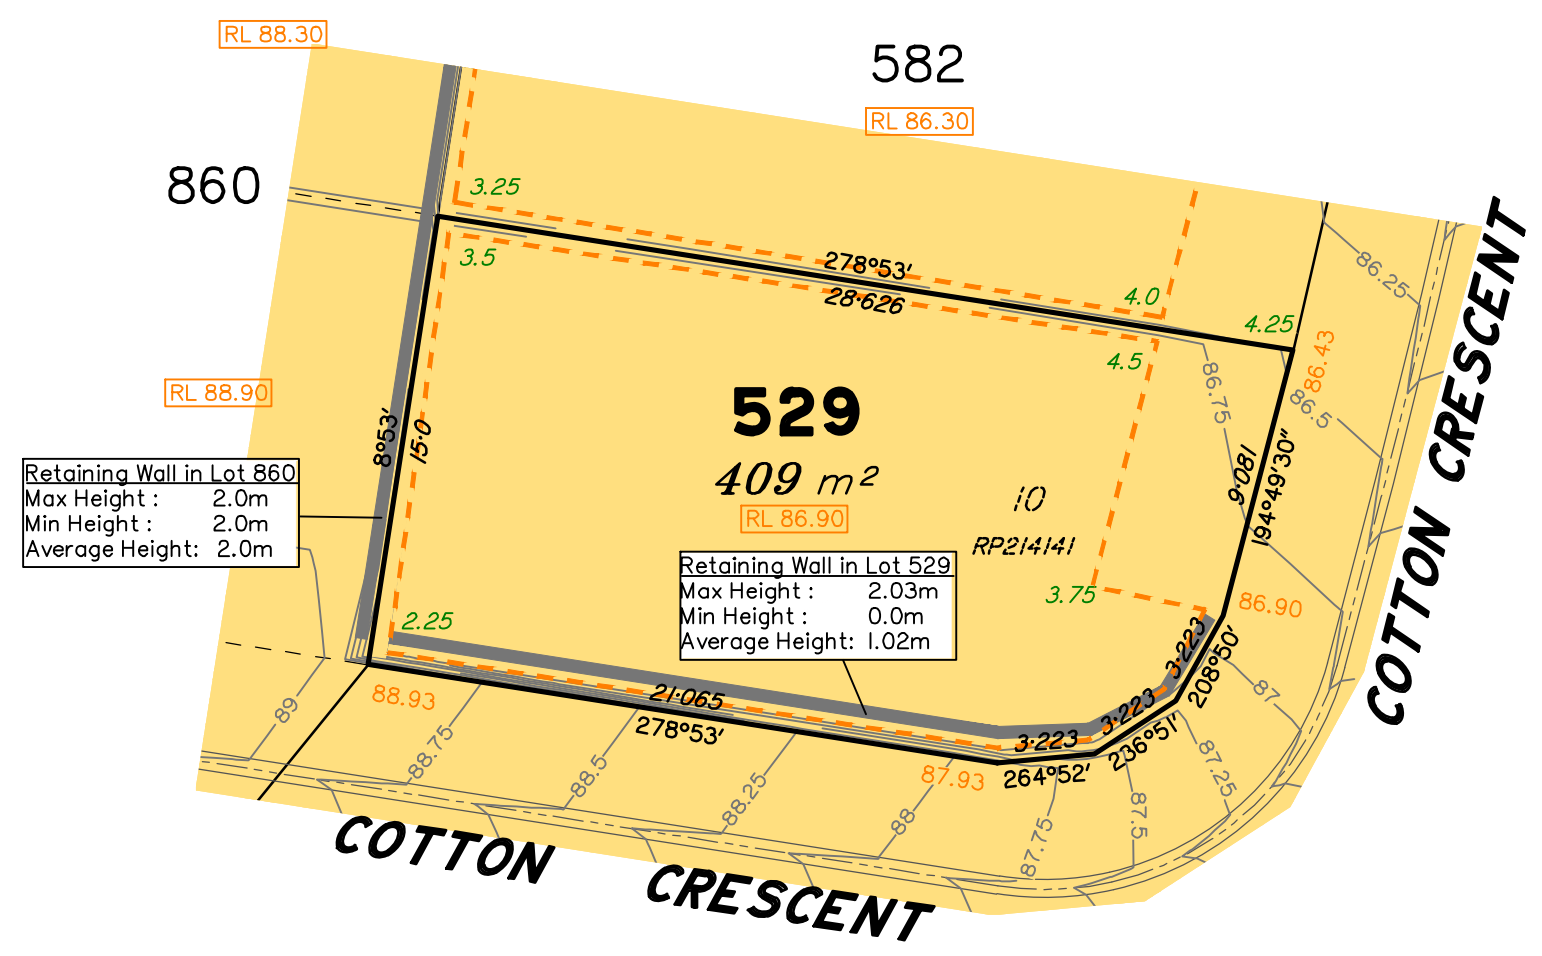 RL 88.30
582
RL 86.30
860
3.25
3.5
278°53'
28·626
4.0
4.25
4.5
86.25
86.43
86.5
86.75
RL 88.90
8°53'
15·0
529
409 m²
RL 86.90
10
RP214141
9·081
194°49'30"
COTTON CRESCENT
Retaining Wall in Lot 860
Max Height : 2.0m
Min Height : 2.0m
Average Height: 2.0m
Retaining Wall in Lot 529
Max Height : 2.03m
Min Height : 0.0m
Average Height: 1.02m
3.75
86.90
2.25
88.93
21·065
278°53'
3·223
264°52'
3·223
236°51'
3·223
208°50'
87.93
89
88.75
88.5
88.25
88
87.75
87.5
87.25
87
COTTON CRESCENT